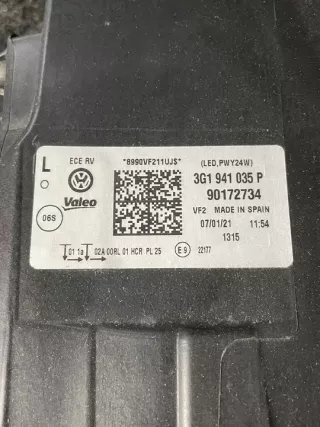 L ECE RV *8990VF211UJ$* (LED,PWY24W)
3G1 941 035 P
90172734
Valeo
06S
VF2 MADE IN SPAIN
07/01/21 11:54
1315
01 1a 02A 00RL 01 HCR PL 25 E9 22177